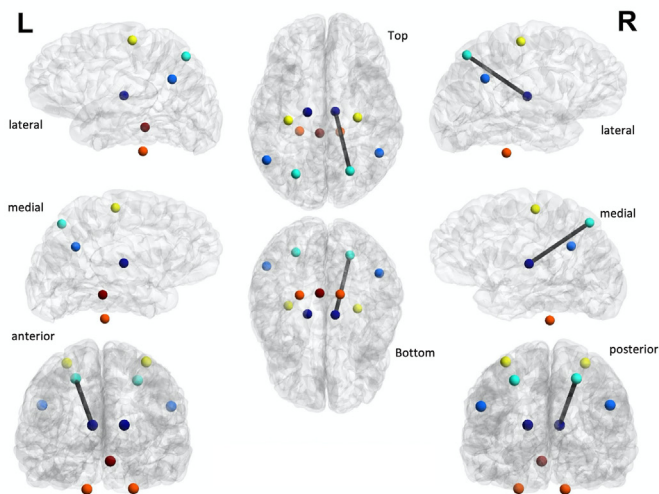 L
R
Top
lateral
lateral
medial
medial
anterior
Bottom
posterior